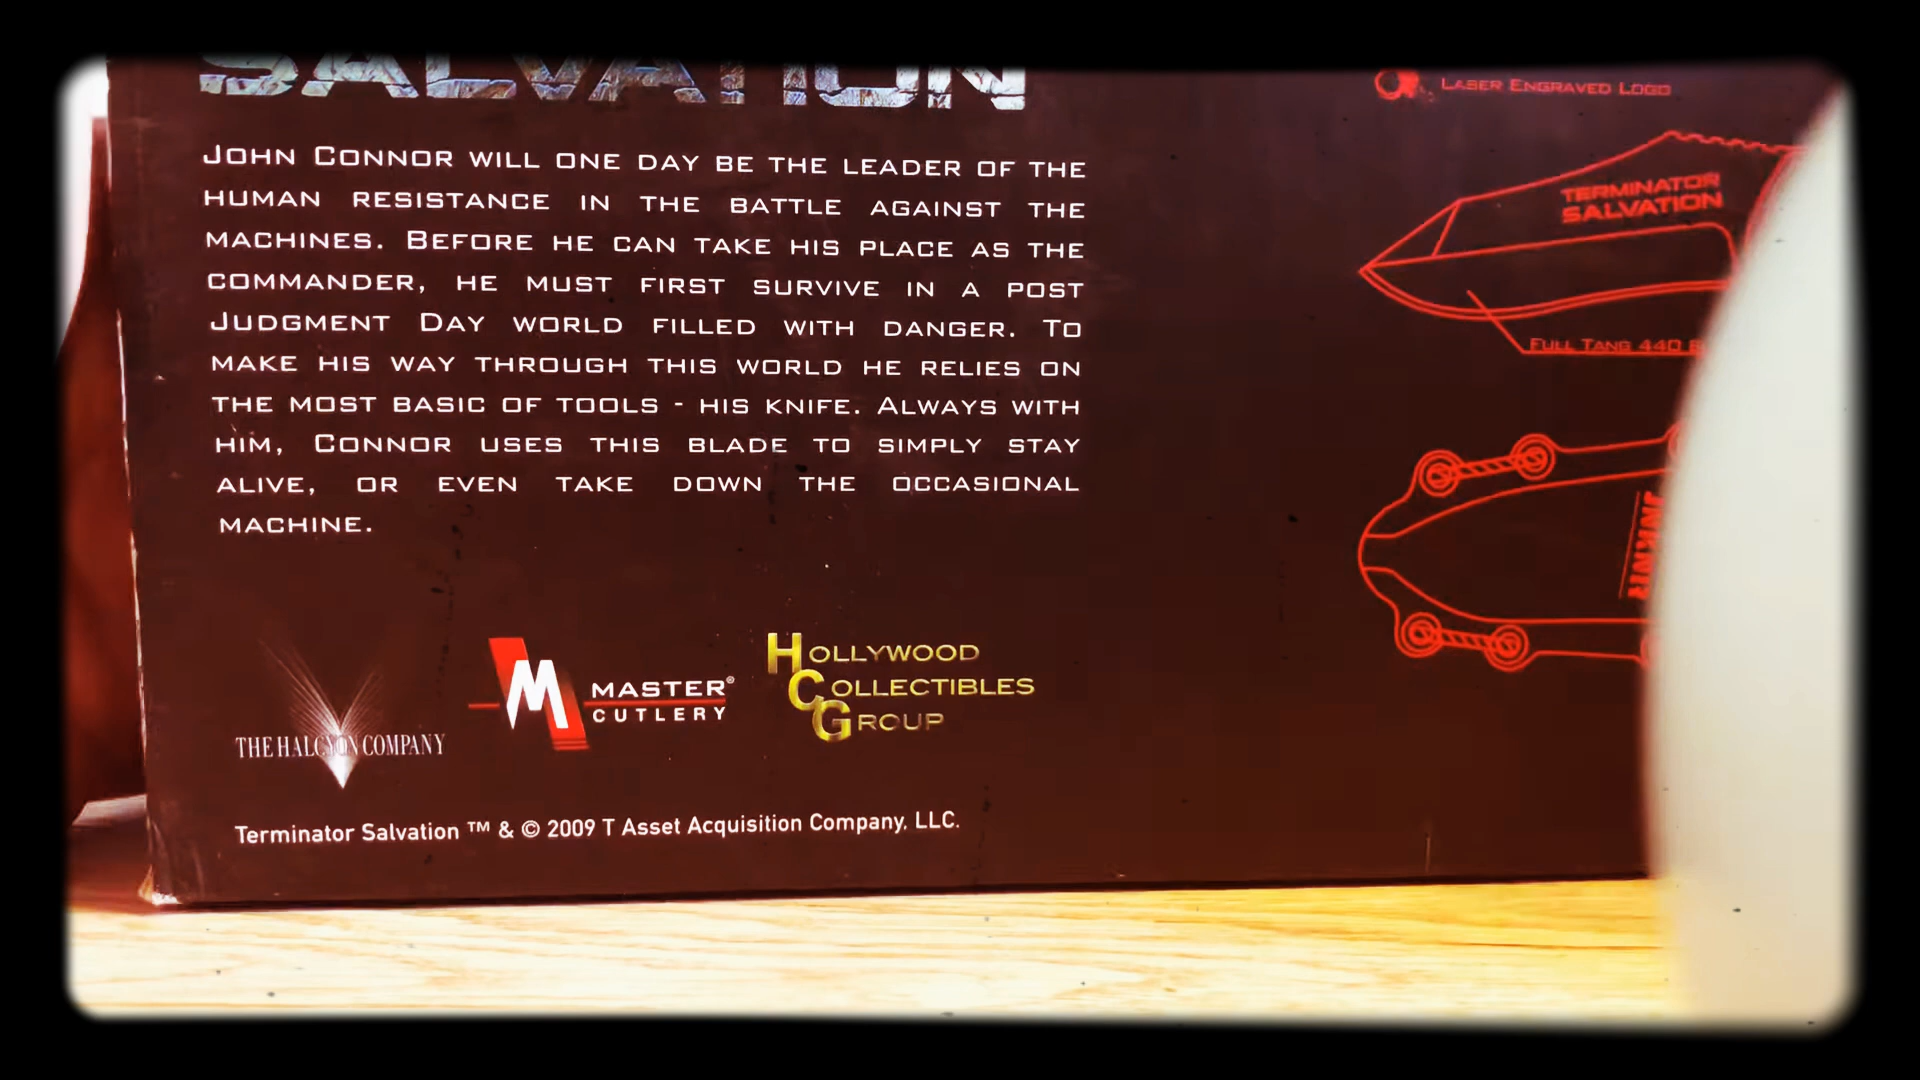 SALVATION
JOHN CONNOR WILL ONE DAY BE THE LEADER OF THE
HUMAN RESISTANCE IN THE BATTLE AGAINST THE
MACHINES. BEFORE HE CAN TAKE HIS PLACE AS THE
COMMANDER, HE MUST FIRST SURVIVE IN A POST
JUDGMENT DAY WORLD FILLED WITH DANGER. TO
MAKE HIS WAY THROUGH THIS WORLD HE RELIES ON
THE MOST BASIC OF TOOLS - HIS KNIFE. ALWAYS WITH
HIM, CONNOR USES THIS BLADE TO SIMPLY STAY
ALIVE, OR EVEN TAKE DOWN THE OCCASIONAL
MACHINE.
THE HALCYON COMPANY
MASTER®
CUTLERY
HOLLYWOOD
COLLECTIBLES
GROUP
Terminator Salvation ™ & © 2009 T Asset Acquisition Company, LLC.
LASER ENGRAVED LOGO
TERMINATOR
SALVATION
FULL TANG 440